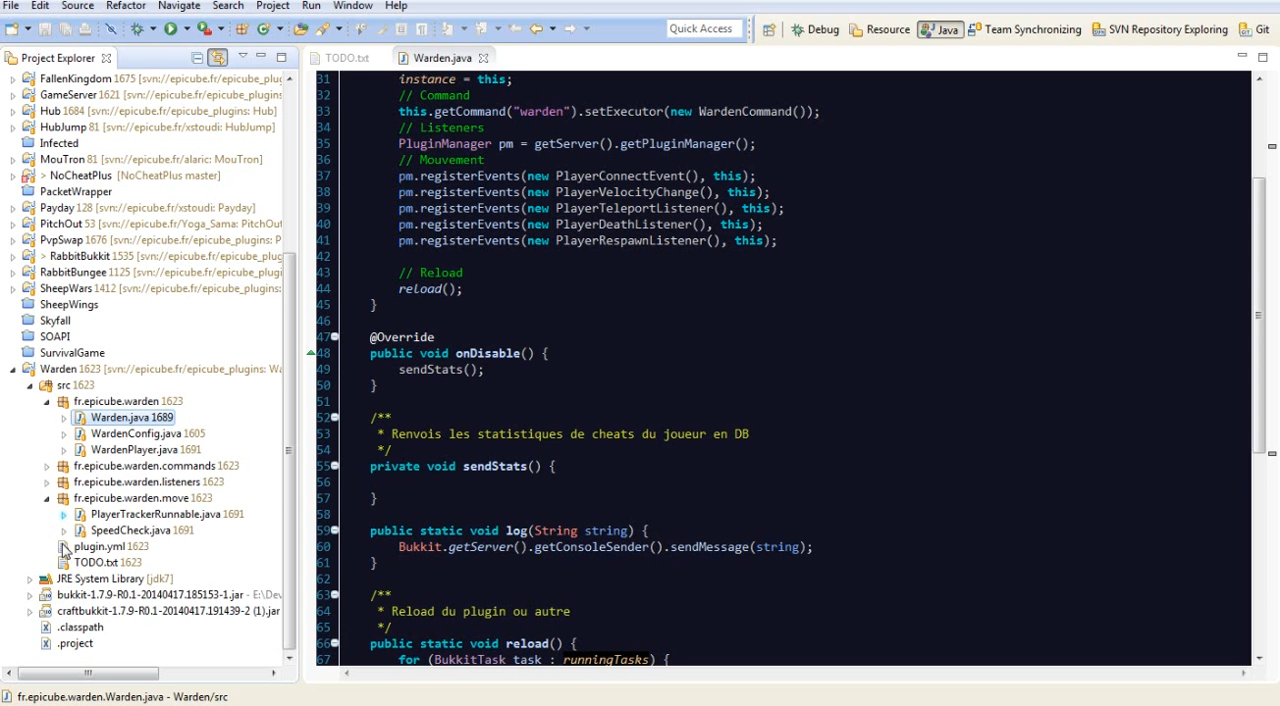 File Edit Source Refactor Navigate Search Project Run Window Help
Quick Access Debug Resource Java Team Synchronizing SVN Repository Exploring Git
Project Explorer
TODO.txt Warden.java
FallenKingdom 1675 [svn://epicube.fr/epicube_plu
GameServer 1621 [svn://epicube.fr/epicube_plugin
Hub 1684 [svn://epicube.fr/epicube_plugins: Hub]
HubJump 81 [svn://epicube.fr/xstoudi: HubJump]
Infected
MouTron 81 [svn://epicube.fr/alaric: MouTron]
> NoCheatPlus [NoCheatPlus master]
PacketWrapper
Payday 128 [svn://epicube.fr/xstoudi: Payday]
PitchOut 53 [svn://epicube.fr/Yoga_Sama: PitchOut]
PvpSwap 1676 [svn://epicube.fr/epicube_plugins: P
> RabbitBukkit 1535 [svn://epicube.fr/epicube_plug
RabbitBungee 1125 [svn://epicube.fr/epicube_plugi
SheepWars 1412 [svn://epicube.fr/epicube_plugins:
SheepWings
Skyfall
SOAPI
SurvivalGame
Warden 1623 [svn://epicube.fr/epicube_plugins: Wa
src 1623
fr.epicube.warden 1623
Warden.java 1689
WardenConfig.java 1605
WardenPlayer.java 1691
fr.epicube.warden.commands 1623
fr.epicube.warden.listeners 1623
fr.epicube.warden.move 1623
PlayerTrackerRunnable.java 1691
SpeedCheck.java 1691
plugin.yml 1623
TODO.txt 1623
JRE System Library [jdk7]
bukkit-1.7.9-R0.1-20140417.185153-1.jar - E:\Dev
craftbukkit-1.7.9-R0.1-20140417.191439-2 (1).jar
.classpath
.project
31 instance = this;
32 // Command
33 this.getCommand("warden").setExecutor(new WardenCommand());
34 // Listeners
35 PluginManager pm = getServer().getPluginManager();
36 // Mouvement
37 pm.registerEvents(new PlayerConnectEvent(), this);
38 pm.registerEvents(new PlayerVelocityChange(), this);
39 pm.registerEvents(new PlayerTeleportListener(), this);
40 pm.registerEvents(new PlayerDeathListener(), this);
41 pm.registerEvents(new PlayerRespawnListener(), this);
42
43 // Reload
44 reload();
45 }
46
47 @Override
48 public void onDisable() {
49 sendStats();
50 }
51
52 /**
53 * Renvois les statistiques de cheats du joueur en DB
54 */
55 private void sendStats() {
56
57 }
58
59 public static void log(String string) {
60 Bukkit.getServer().getConsoleSender().sendMessage(string);
61 }
62
63 /**
64 * Reload du plugin ou autre
65 */
66 public static void reload() {
67 for (BukkitTask task : runningTasks) {
fr.epicube.warden.Warden.java - Warden/src